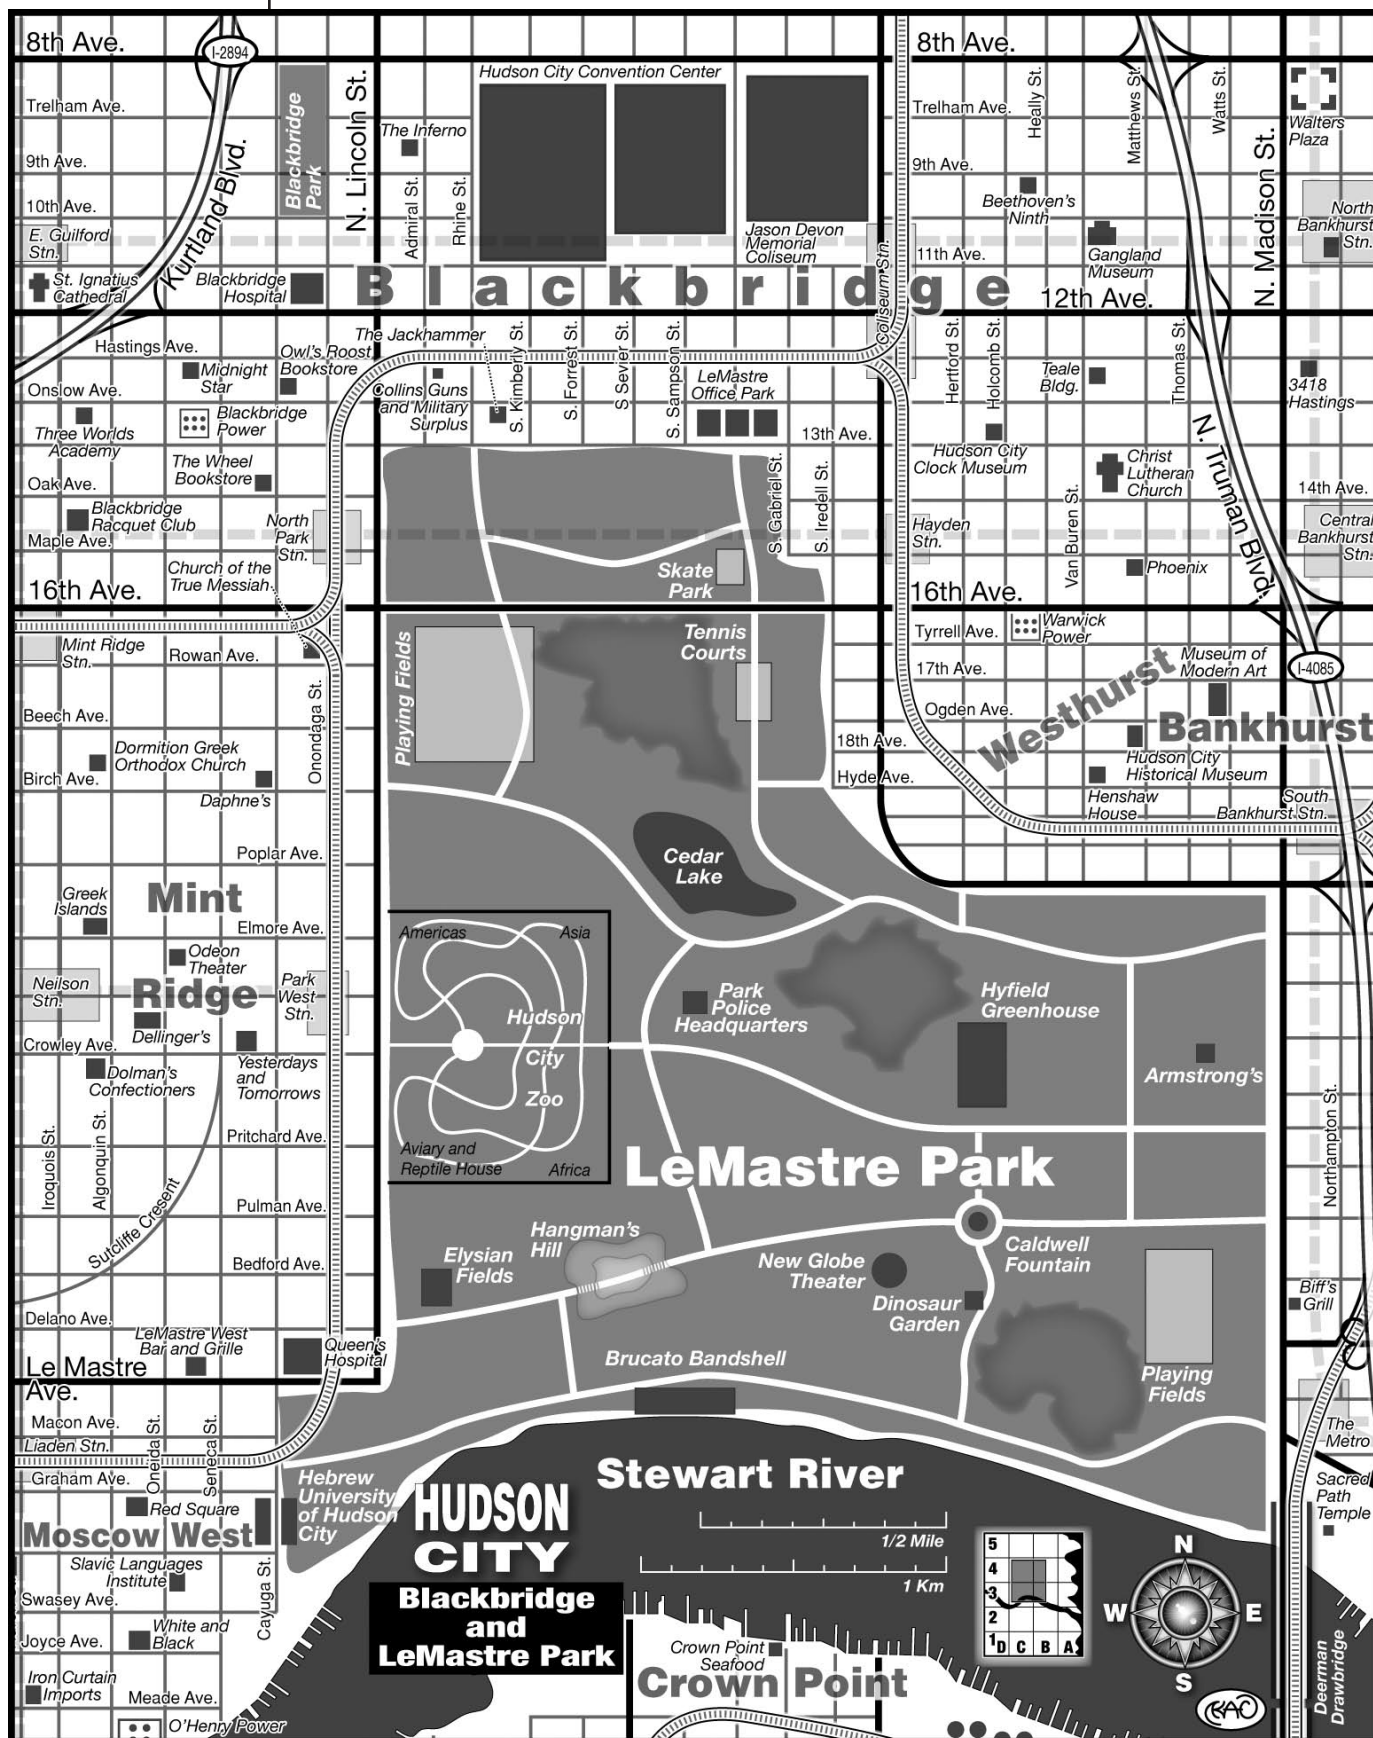 8th Ave.
I-2894
8th Ave.
Hudson City Convention Center
Trelham Ave.
Blackbridge
Park
N. Lincoln St.
The Inferno
Trelham Ave.
Heally St.
Matthews St.
Watts St.
Walters
Plaza
9th Ave.
Kurtland Blvd.
9th Ave.
N. Madison St.
10th Ave.
Admiral St.
Rhine St.
Beethoven's
Ninth
North
Bankhurst
Stn.
E. Guilford
Stn.
Jason Devon
Memorial
Coliseum
Coliseum Stn.
11th Ave.
Gangland
Museum
St. Ignatius
Cathedral
Blackbridge
Hospital
Blackbridge
12th Ave.
Hastings Ave.
The Jackhammer
Owl's Roost
Bookstore
S. Kimberly St.
S. Forrest St.
S. Sevier St.
S. Sampson St.
Hertford St.
Holcomb St.
Thomas St.
Midnight
Star
Onslow Ave.
Collins Guns
and Military
Surplus
LeMastre
Office Park
Teale
Bldg.
3418
Hastings
Blackbridge
Power
Three Worlds
Academy
13th Ave.
Hudson City
Clock Museum
N. Truman Blvd.
The Wheel
Bookstore
S. Gabriel St.
S. Iredell St.
Christ
Lutheran
Church
Oak Ave.
14th Ave.
Blackbridge
Racquet Club
North
Park
Stn.
Hayden
Stn.
Van Buren St.
Central
Bankhurst
Stn.
Maple Ave.
Church of the
True Messiah
Skate
Park
Phoenix
16th Ave.
16th Ave.
Mint Ridge
Stn.
Rowan Ave.
Playing Fields
Tennis
Courts
Tyrrell Ave.
Warwick
Power
17th Ave.
Museum of
Modern Art
I-4085
Onondaga St.
Westhurst
Beech Ave.
Ogden Ave.
Bankhurst
Dormition Greek
Orthodox Church
18th Ave.
Birch Ave.
Daphne's
Hyde Ave.
Hudson City
Historical Museum
Henshaw
House
South
Bankhurst Stn.
Poplar Ave.
Cedar
Lake
Greek
Islands
Mint
Ridge
Elmore Ave.
Americas
Asia
Odeon
Theater
Neilson
Stn.
Park
West
Stn.
Hudson
City
Zoo
Park
Police
Headquarters
Hyfield
Greenhouse
Dellinger's
Crowley Ave.
Dolman's
Confectioners
Yesterdays
and
Tomorrows
Armstrong's
Iroquois St.
Algonquin St.
Pritchard Ave.
Aviary and
Reptile House
Africa
LeMastre Park
Northampton St.
Sutcliffe Cresent
Pulman Ave.
Hangman's
Hill
Bedford Ave.
Elysian
Fields
New Globe
Theater
Caldwell
Fountain
Dinosaur
Garden
Biff's
Grill
Delano Ave.
LeMastre West
Bar and Grille
Queen's
Hospital
Le Mastre
Ave.
Brucato Bandshell
Playing
Fields
Macon Ave.
Oneida St.
Seneca St.
The
Metro
Liaden Stn.
Graham Ave.
Hebrew
University
of Hudson
City
Stewart River
Sacred
Path
Temple
Red Square
Moscow West
HUDSON
CITY
Blackbridge
and
LeMastre Park
1/2 Mile
1 Km
5
4
3
2
1
D C B A
N
W
E
S
Slavic Languages
Institute
Swasey Ave.
Cayuga St.
White and
Black
Joyce Ave.
Crown Point
Seafood
Crown Point
Deerman
Drawbridge
Iron Curtain
Imports
Meade Ave.
O'Henry Power